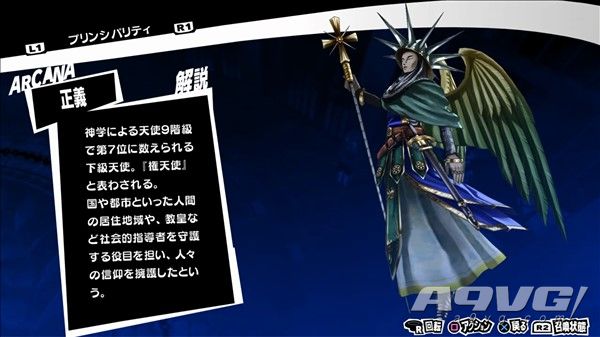 L1 プリンシパリティ R1
ARCANA
正義
解説
神学による天使9階級
で第7位に数えられる
下級天使。『権天使』
と表わされる。
国や都市といった人間
の居住地域や、教皇な
ど社会的指導者を守護
する役目を担い、人々
の信仰を擁護したとい
う。
A9VG
a9vg.com
R 回転 アクション 戻る R2 召喚状態